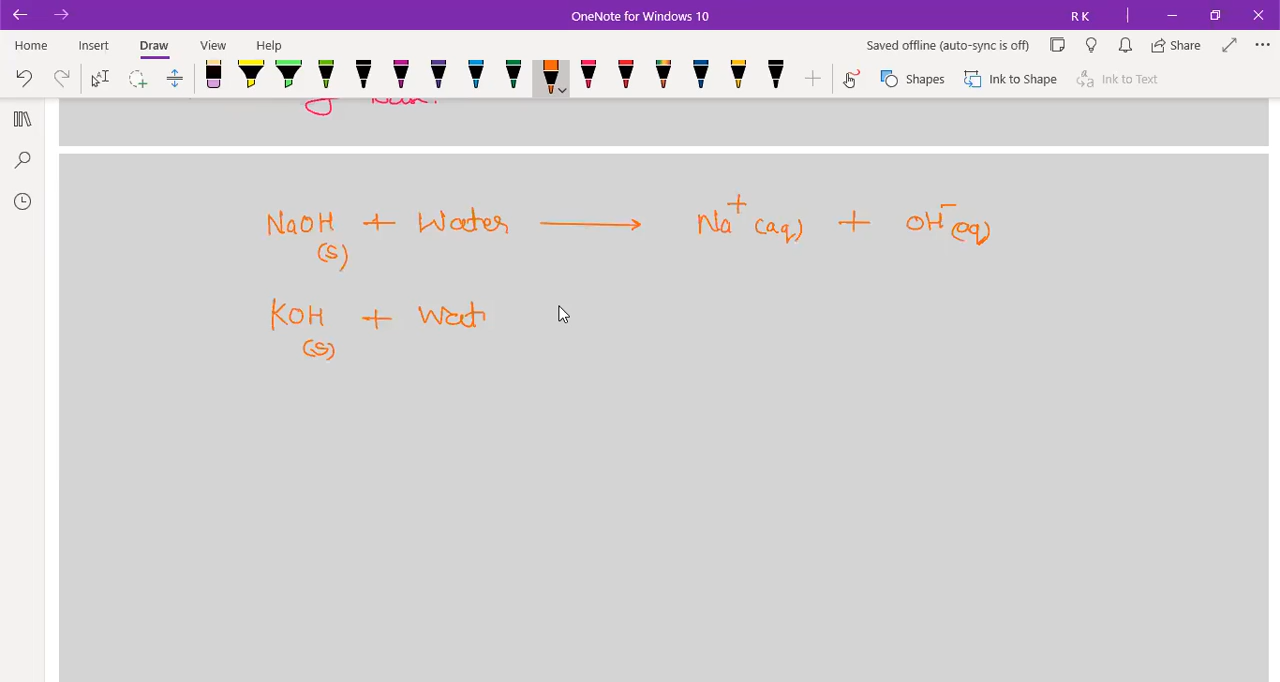 OneNote for Windows 10
R K
Home Insert Draw View Help
Saved offline (auto-sync is off)
Share
Shapes
Ink to Shape
Ink to Text
NaOH(s) + Water ⟶ Na⁺(aq) + OH⁻(aq)
KOH(s) + Wat